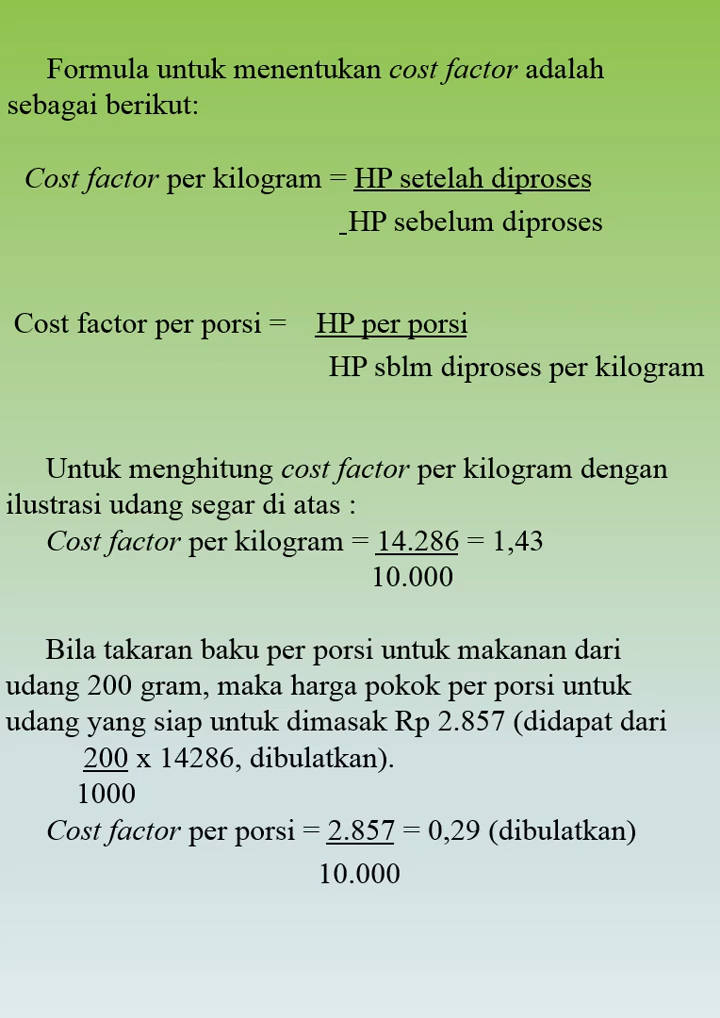 Formula untuk menentukan cost factor adalah
sebagai berikut:
Cost factor per kilogram = HP setelah diproses
HP sebelum diproses
Cost factor per porsi = HP per porsi
HP sblm diproses per kilogram
Untuk menghitung cost factor per kilogram dengan
ilustrasi udang segar di atas :
Cost factor per kilogram = 14.286 = 1,43
10.000
Bila takaran baku per porsi untuk makanan dari
udang 200 gram, maka harga pokok per porsi untuk
udang yang siap untuk dimasak Rp 2.857 (didapat dari
200 x 14286, dibulatkan).
1000
Cost factor per porsi = 2.857 = 0,29 (dibulatkan)
10.000